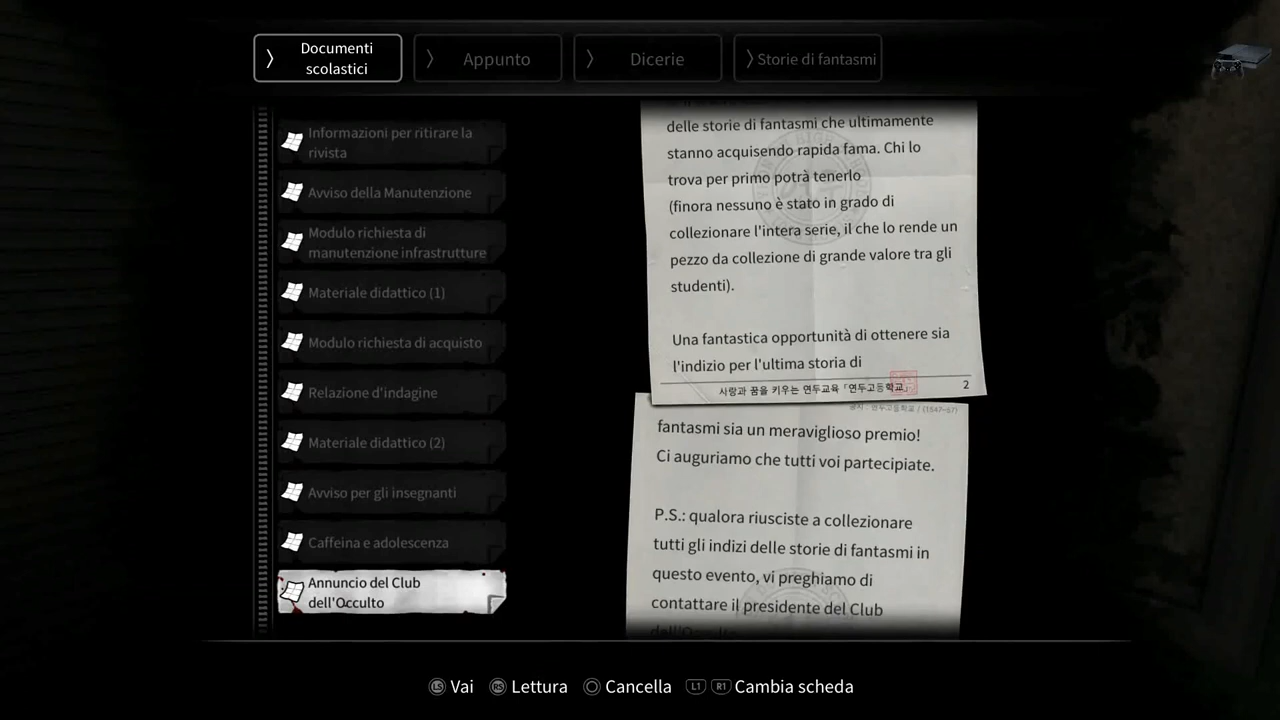 Documenti
scolastici
Appunto
Dicerie
Storie di fantasmi
Informazioni per ritirare la
rivista
Avviso della Manutenzione
Modulo richiesta di
manutenzione infrastrutture
Materiale didattico (1)
Modulo richiesta di acquisto
Relazione d'indagine
Materiale didattico (2)
Avviso per gli insegnanti
Caffeina e adolescenza
Annuncio del Club
dell'Occulto
delle storie di fantasmi che ultimamente
stanno acquisendo rapida fama. Chi lo
trova per primo potrà tenerlo
(finora nessuno è stato in grado di
collezionare l'intera serie, il che lo rende un
pezzo da collezione di grande valore tra gli
studenti).
Una fantastica opportunità di ottenere sia
l'indizio per l'ultima storia di
사랑과 꿈을 키우는 연두교육 「연두고등학교」 2
fantasmi sia un meraviglioso premio!
Ci auguriamo che tutti voi partecipiate.
P.S.: qualora riusciste a collezionare
tutti gli indizi delle storie di fantasmi in
questo evento, vi preghiamo di
contattare il presidente del Club
dell'Occulto
LS Vai RS Lettura Cancella L1 R1 Cambia scheda